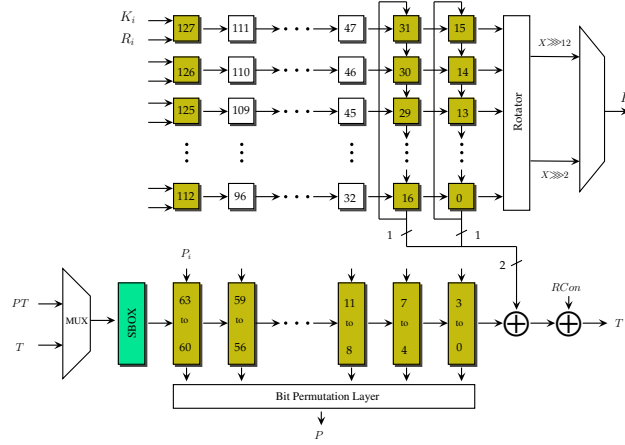 K_i
R_i
127 111 47 31 15
126 110 46 30 14
125 109 45 29 13
112 96 32 16 0
Rotator
X⋙12
X⋙2
1 1
2
P_i
RCon
PT
T
MUX
SBOX
63 to 60
59 to 56
11 to 8
7 to 4
3 to 0
T
Bit Permutation Layer
P